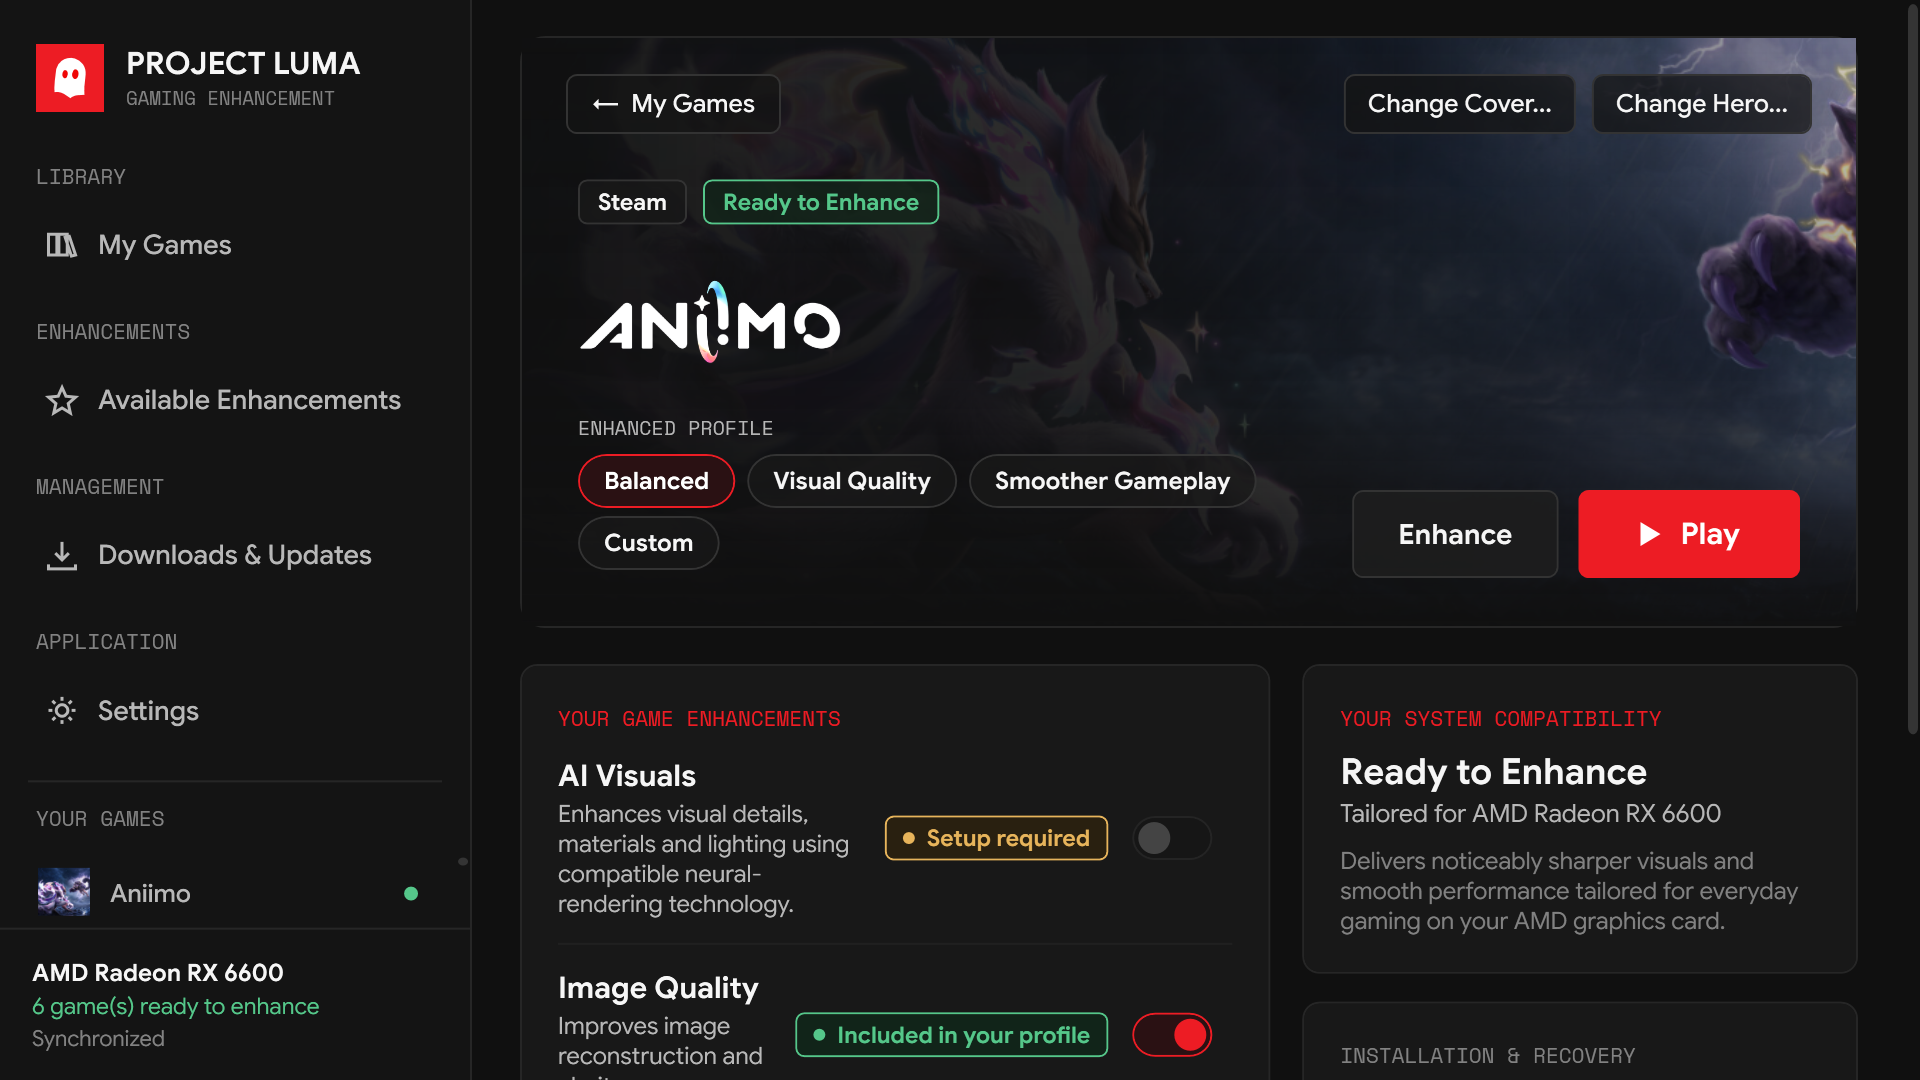 PROJECT LUMA
GAMING ENHANCEMENT
LIBRARY
My Games
ENHANCEMENTS
Available Enhancements
MANAGEMENT
Downloads & Updates
APPLICATION
Settings
YOUR GAMES
Aniimo
AMD Radeon RX 6600
6 game(s) ready to enhance
Synchronized
← My Games
Change Cover...
Change Hero...
Steam
Ready to Enhance
ANIIMO
ENHANCED PROFILE
Balanced
Visual Quality
Smoother Gameplay
Custom
Enhance
Play
YOUR GAME ENHANCEMENTS
AI Visuals
Enhances visual details,
materials and lighting using
compatible neural-
rendering technology.
Setup required
Image Quality
Improves image
reconstruction and
Included in your profile
YOUR SYSTEM COMPATIBILITY
Ready to Enhance
Tailored for AMD Radeon RX 6600
Delivers noticeably sharper visuals and
smooth performance tailored for everyday
gaming on your AMD graphics card.
INSTALLATION & RECOVERY